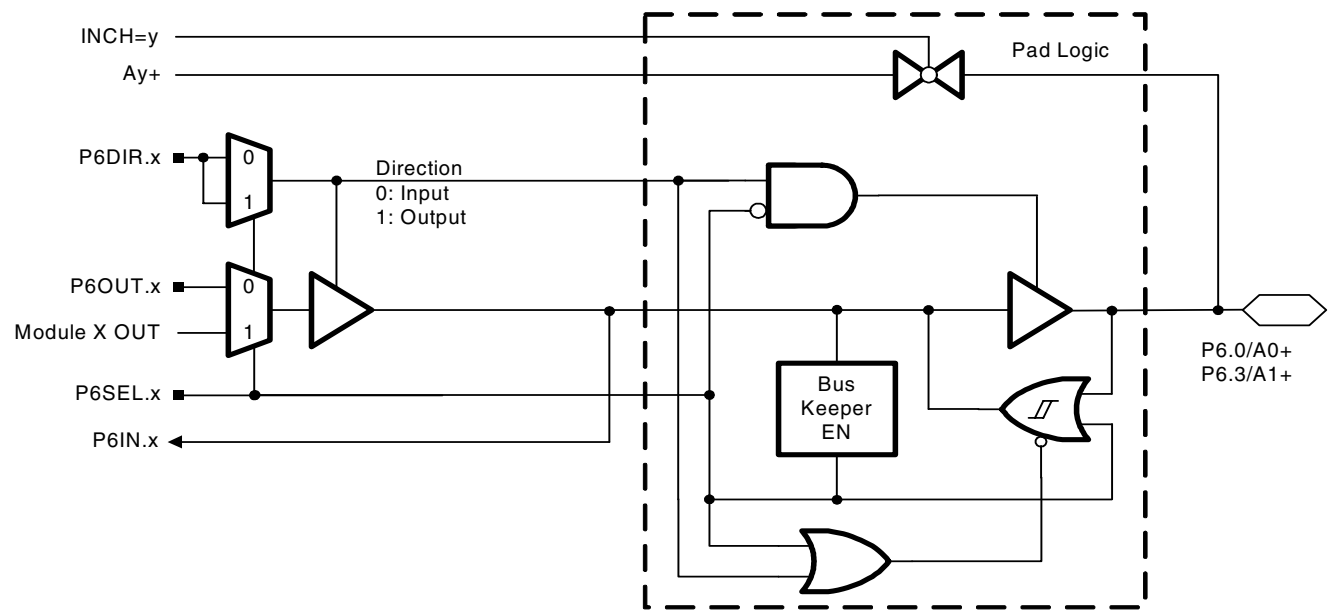 INCH=y
Pad Logic
Ay+
P6DIR.x
0
1
Direction
0: Input
1: Output
P6OUT.x
0
Module X OUT
1
P6SEL.x
P6IN.x
Bus
Keeper
EN
P6.0/A0+
P6.3/A1+